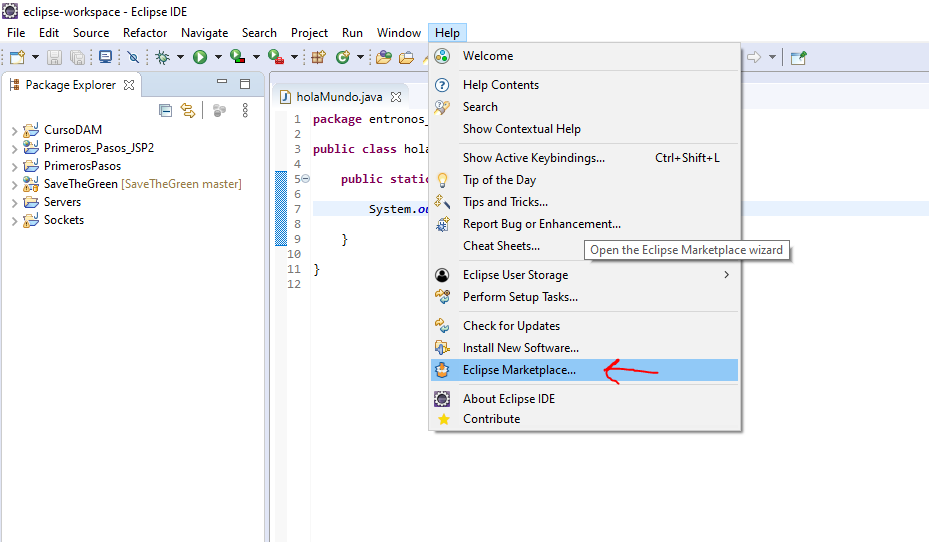 eclipse-workspace - Eclipse IDE
File Edit Source Refactor Navigate Search Project Run Window Help
Package Explorer
CursoDAM
Primeros_Pasos_JSP2
PrimerosPasos
SaveTheGreen [SaveTheGreen master]
Servers
Sockets
holaMundo.java
1 package entronos_
2
3 public class hola
4
5 public static
6
7 System.ou
8
9 }
10
11 }
12
Welcome
Help Contents
Search
Show Contextual Help
Show Active Keybindings... Ctrl+Shift+L
Tip of the Day
Tips and Tricks...
Report Bug or Enhancement...
Cheat Sheets...
Open the Eclipse Marketplace wizard
Eclipse User Storage
Perform Setup Tasks...
Check for Updates
Install New Software...
Eclipse Marketplace...
About Eclipse IDE
Contribute